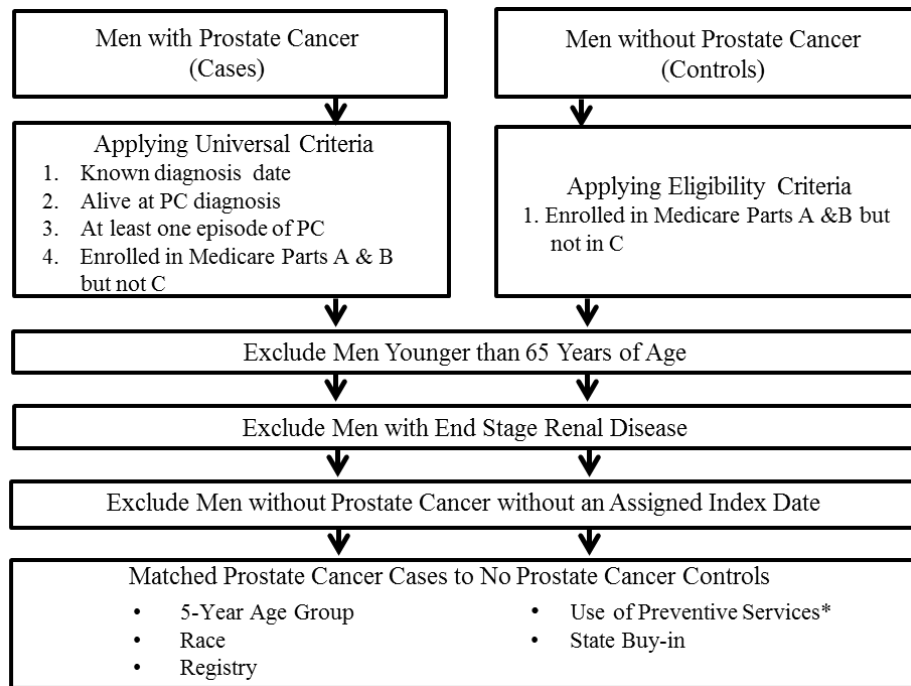 Men with Prostate Cancer
(Cases)
Men without Prostate Cancer
(Controls)
Applying Universal Criteria
1. Known diagnosis date
2. Alive at PC diagnosis
3. At least one episode of PC
4. Enrolled in Medicare Parts A & B
but not C
Applying Eligibility Criteria
1. Enrolled in Medicare Parts A &B but
not in C
Exclude Men Younger than 65 Years of Age
Exclude Men with End Stage Renal Disease
Exclude Men without Prostate Cancer without an Assigned Index Date
Matched Prostate Cancer Cases to No Prostate Cancer Controls
• 5-Year Age Group
• Race
• Registry
• Use of Preventive Services*
• State Buy-in